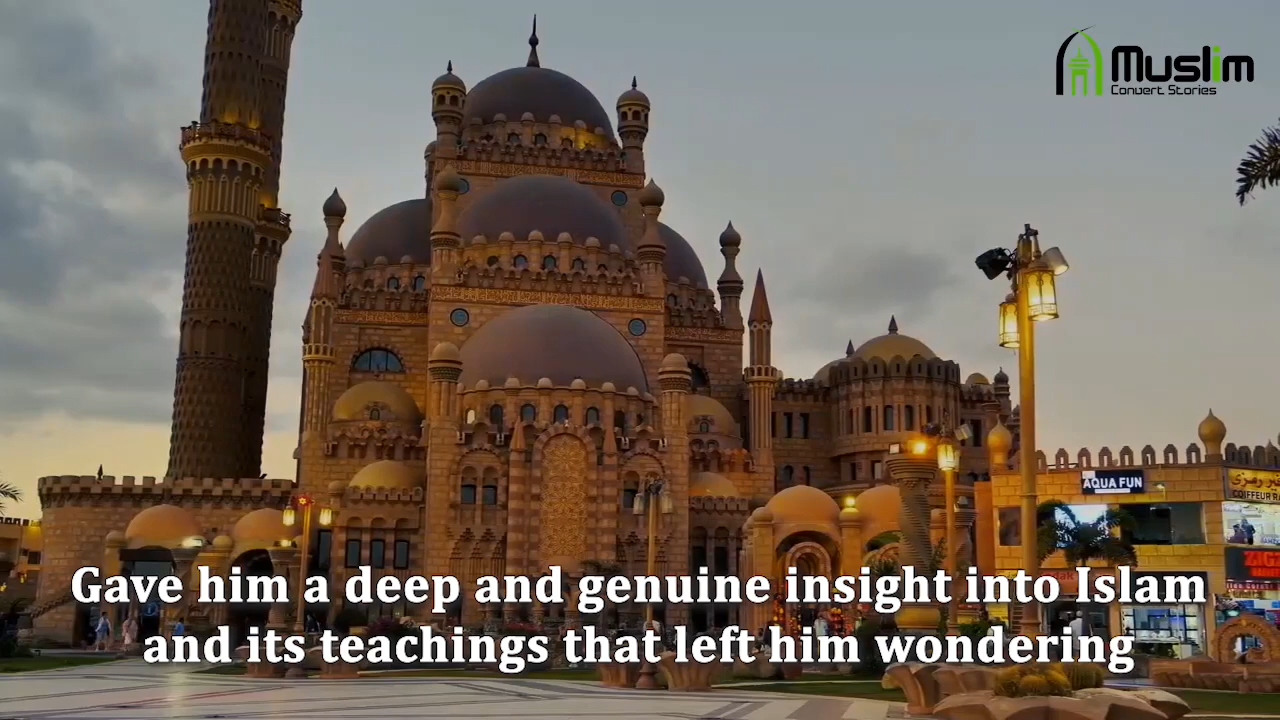 Muslim
Convert Stories
AQUA FUN
COIFFEUR
Gave him a deep and genuine insight into Islam
and its teachings that left him wondering